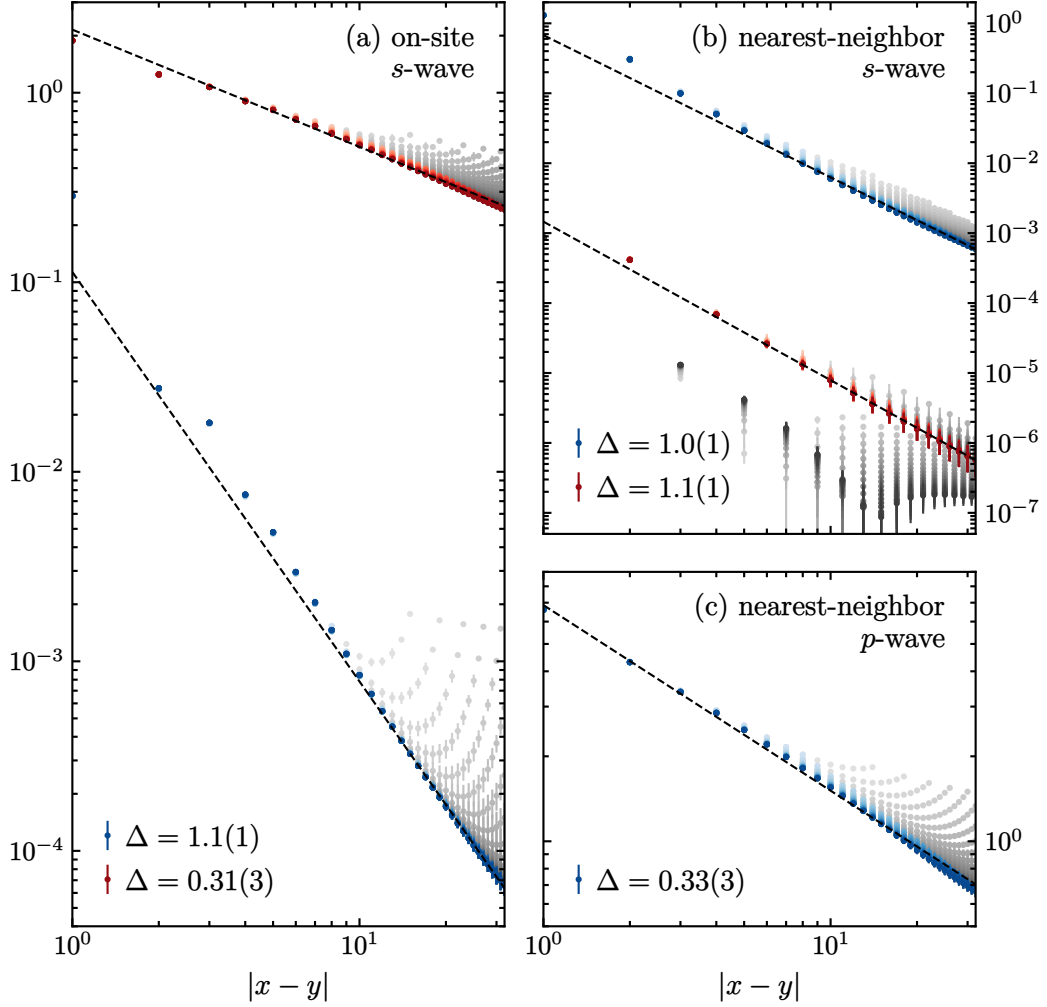 (a) on-site
s-wave
10^0
10^{-1}
10^{-2}
10^{-3}
10^{-4}
Δ = 1.1(1)
Δ = 0.31(3)
10^0
10^1
|x − y|
(b) nearest-neighbor
s-wave
10^0
10^{-1}
10^{-2}
10^{-3}
10^{-4}
10^{-5}
10^{-6}
10^{-7}
Δ = 1.0(1)
Δ = 1.1(1)
(c) nearest-neighbor
p-wave
10^0
Δ = 0.33(3)
10^0
10^1
|x − y|